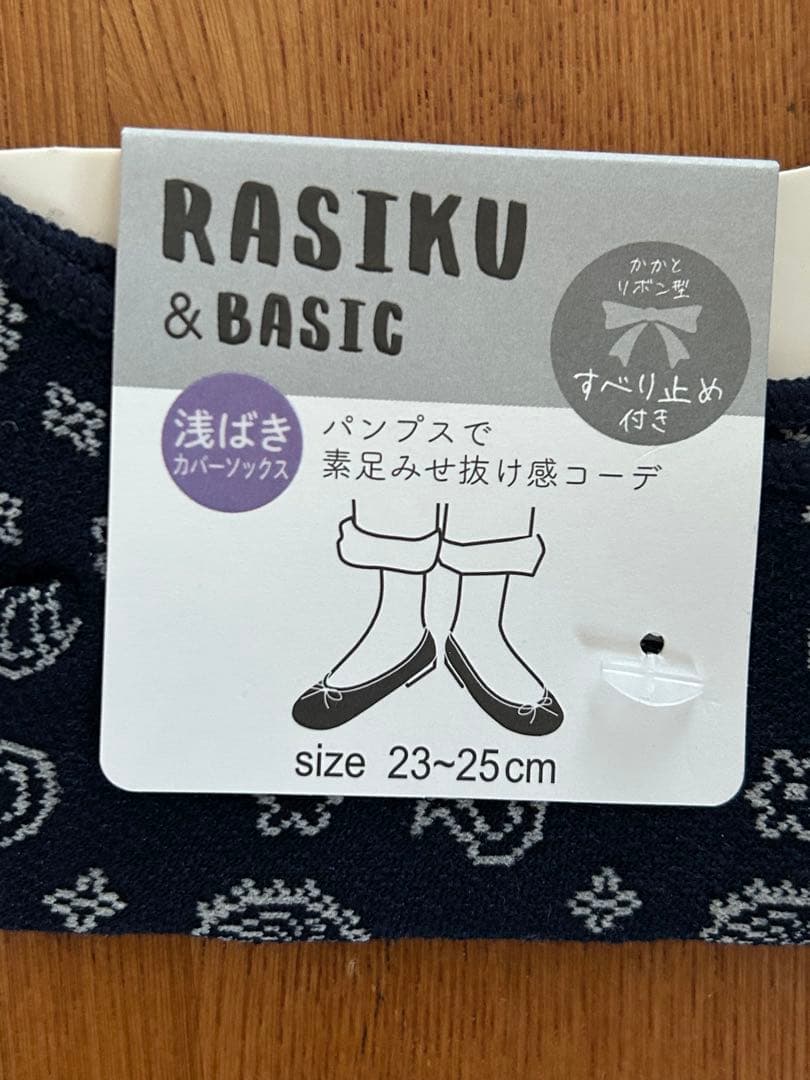 RASIKU
& BASIC
かかと
リボン型
すべり止め
付き
浅ばき
カバーソックス
パンプスで
素足みせ抜け感コーデ
size 23~25cm